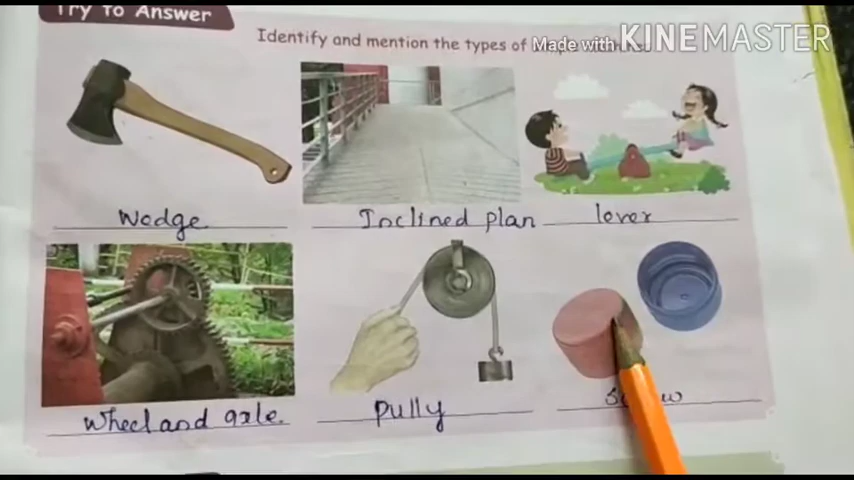 Try To Answer
Identify and mention the types of
Made with KINEMASTER
Wedge Inclined plan lever
Wheel and axle. pully